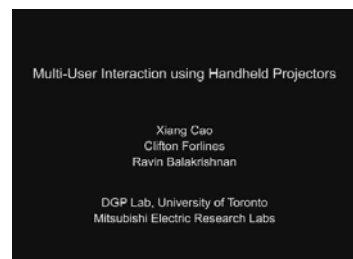 Multi-User Interaction using Handheld Projectors
Xiang Cao
Clifton Forlines
Ravin Balakrishnan
DGP Lab, University of Toronto
Mitsubishi Electric Research Labs